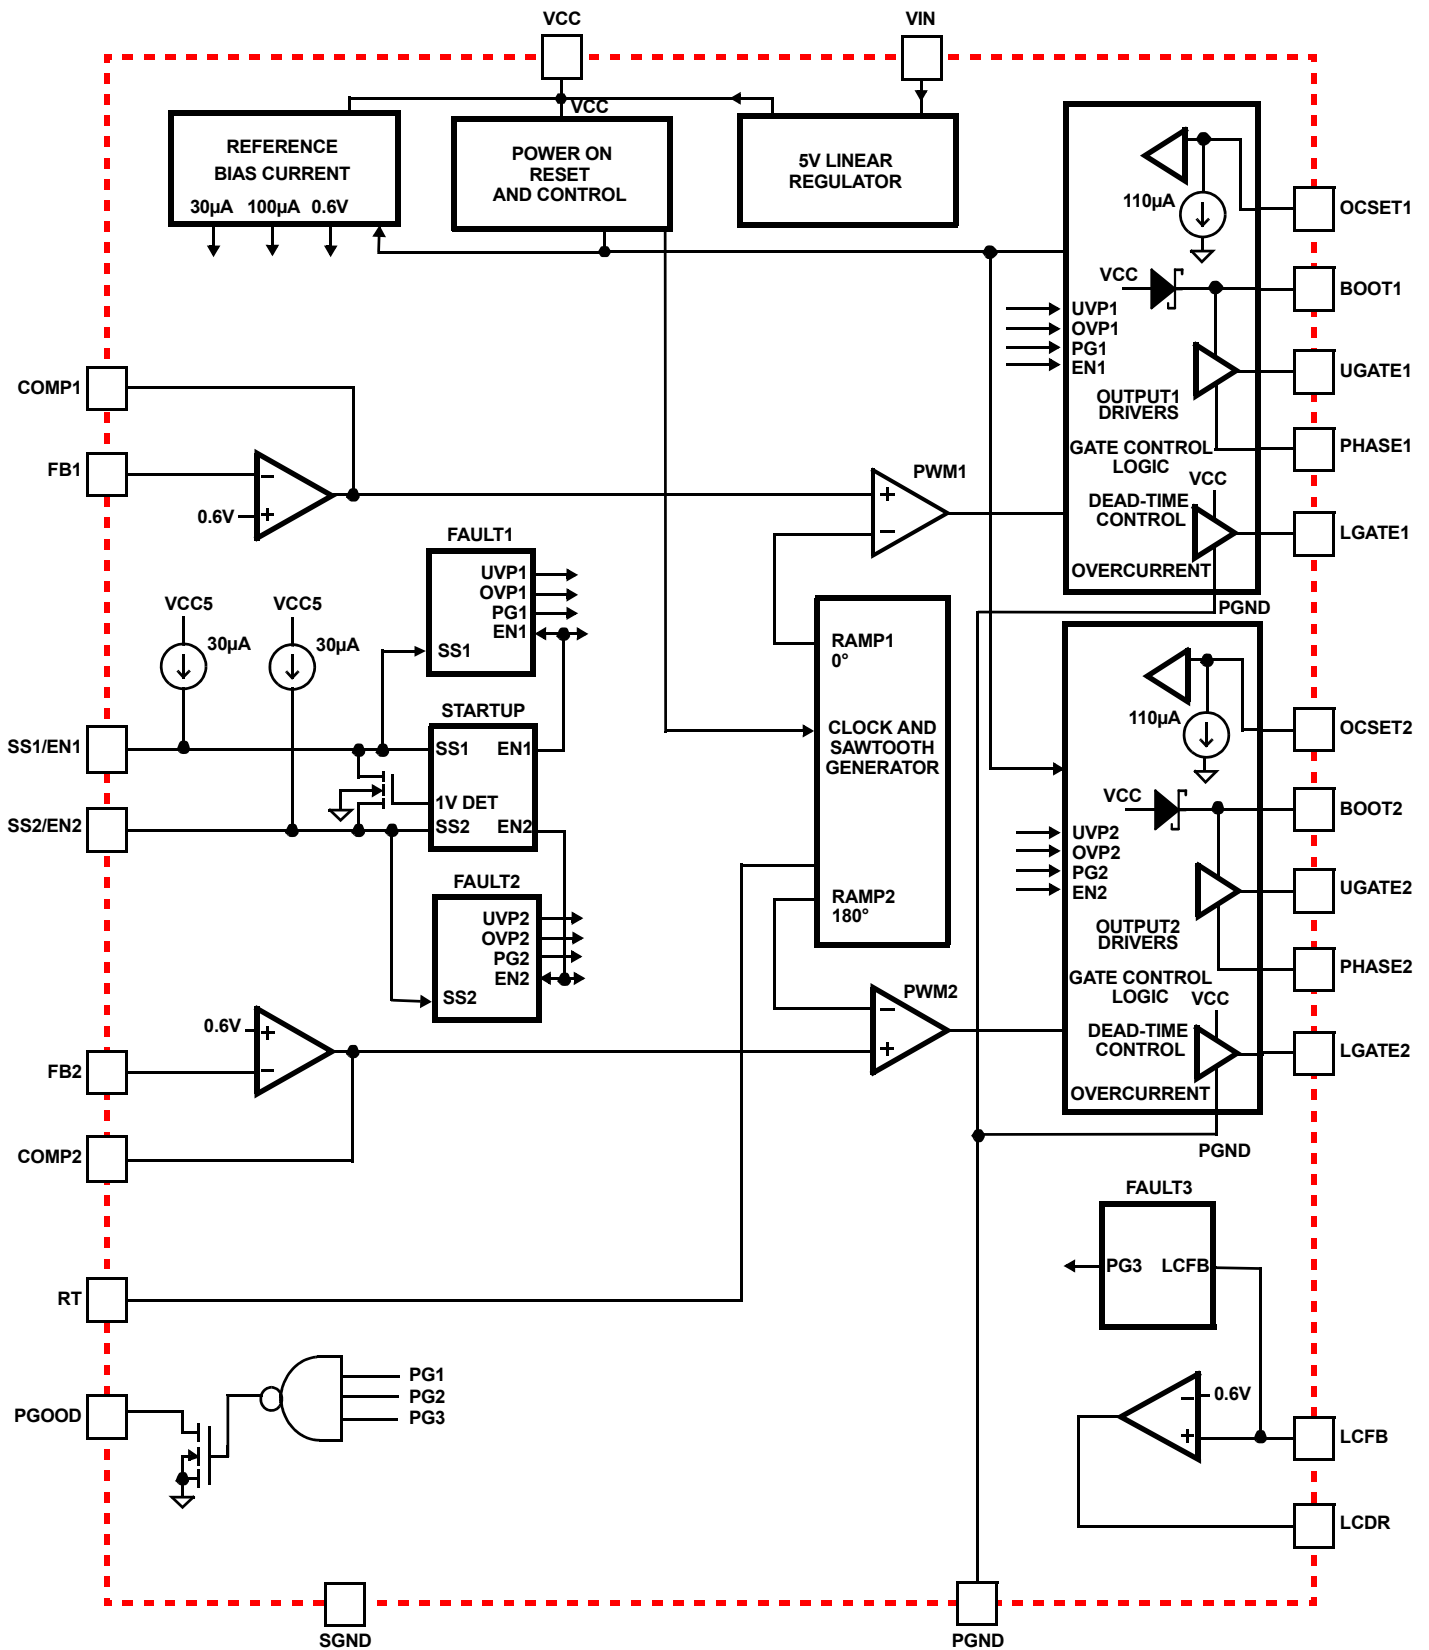 VCC
VIN
VCC
REFERENCE
BIAS CURRENT
30µA 100µA 0.6V
POWER ON
RESET
AND CONTROL
5V LINEAR
REGULATOR
110µA
OCSET1
VCC
BOOT1
UVP1
OVP1
PG1
EN1
UGATE1
OUTPUT1
DRIVERS
GATE CONTROL
LOGIC
PHASE1
VCC
DEAD-TIME
CONTROL
LGATE1
OVERCURRENT
PGND
COMP1
FB1
−
+
0.6V
PWM1
+
−
FAULT1
UVP1
OVP1
PG1
EN1
SS1
VCC5
30µA
VCC5
30µA
STARTUP
SS1
EN1
1V DET
SS2
EN2
SS1/EN1
SS2/EN2
RAMP1
0°
CLOCK AND
SAWTOOTH
GENERATOR
RAMP2
180°
FAULT2
UVP2
OVP2
PG2
EN2
SS2
110µA
OCSET2
VCC
BOOT2
UVP2
OVP2
PG2
EN2
UGATE2
OUTPUT2
DRIVERS
GATE CONTROL
LOGIC
PHASE2
VCC
DEAD-TIME
CONTROL
LGATE2
OVERCURRENT
PGND
PWM2
−
+
0.6V
+
−
FB2
COMP2
RT
FAULT3
PG3 LCFB
PG1
PG2
PG3
PGOOD
−
0.6V
+
LCFB
LCDR
SGND
PGND